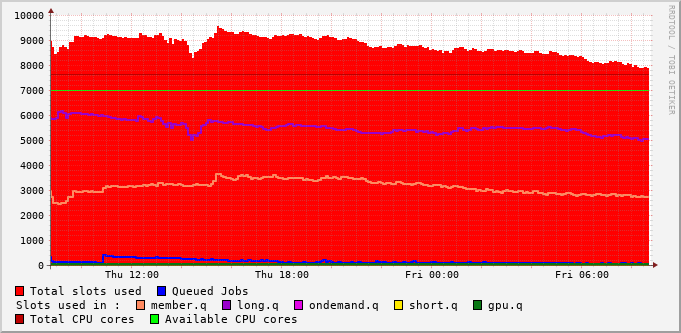 10000
9000
8000
7000
6000
5000
4000
3000
2000
1000
0
Thu 12:00 Thu 18:00 Fri 00:00 Fri 06:00
RRDTOOL / TOBI OETIKER
Total slots used Queued Jobs
Slots used in : member.q long.q ondemand.q short.q gpu.q
Total CPU cores Available CPU cores